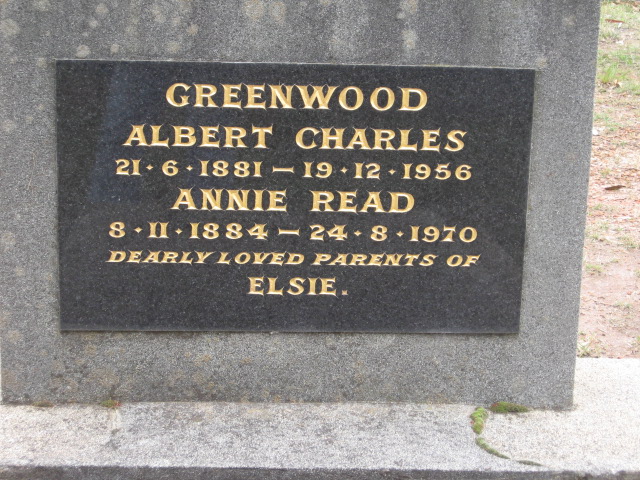 GREENWOOD
ALBERT CHARLES
21·6·1881 — 19·12·1956
ANNIE READ
8·11·1884 — 24·8·1970
DEARLY LOVED PARENTS OF
ELSIE.